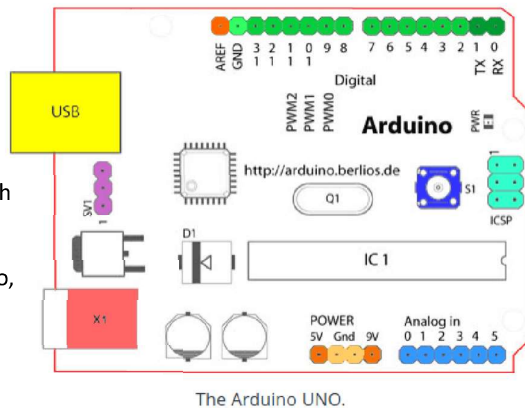 AREF
GND
13
12
11
10
9 8
7 6 5 4 3 2 1 0
TX
RX
Digital
USB
PWM2
PWM1
PWM0
Arduino
PWR
http://arduino.berlios.de
1
h
SV1
1
Q1
S1
ICSP
D1
IC 1
o,
X1
POWER
5V Gnd 9V
Analog in
0 1 2 3 4 5
The Arduino UNO.